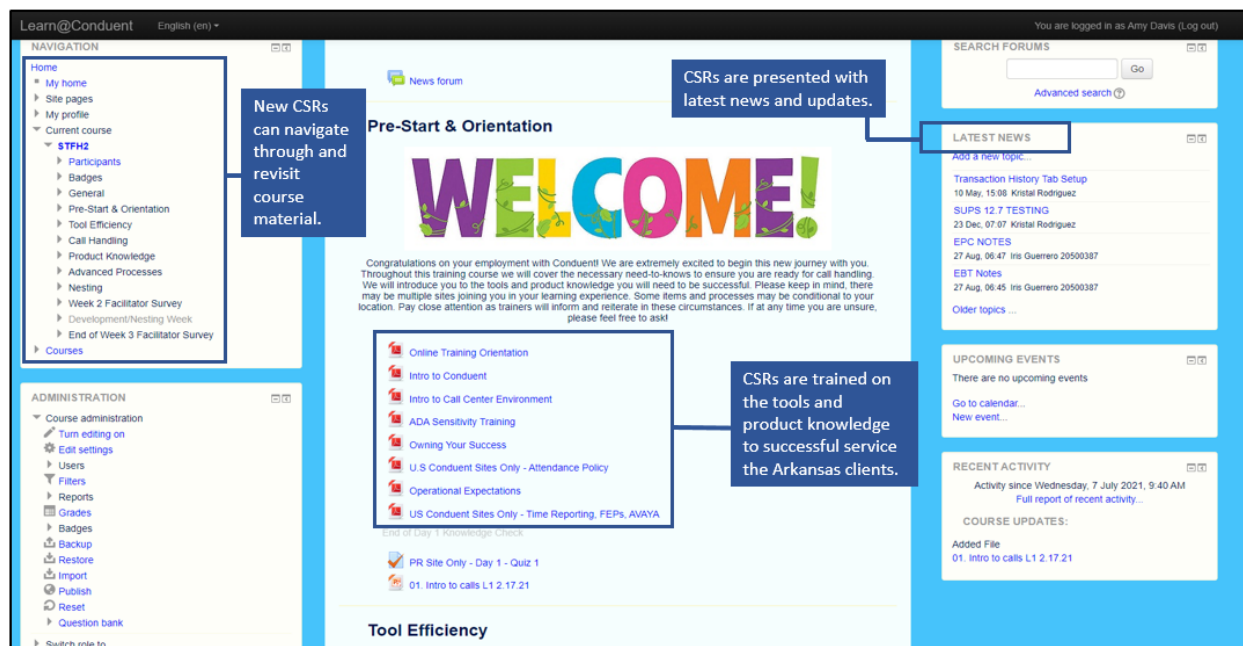 Learn@Conduent
English (en)
You are logged in as Amy Davis (Log out)
NAVIGATION
Home
My home
Site pages
My profile
Current course
STFH2
Participants
Badges
General
Pre-Start & Orientation
Tool Efficiency
Call Handling
Product Knowledge
Advanced Processes
Nesting
Week 2 Facilitator Survey
Development/Nesting Week
End of Week 3 Facilitator Survey
Courses
New CSRs
can navigate
through and
revisit
course
material.
ADMINISTRATION
Course administration
Turn editing on
Edit settings
Users
Filters
Reports
Grades
Badges
Backup
Restore
Import
Publish
Reset
Question bank
Switch role to...
News forum
Pre-Start & Orientation
WELCOME!
Congratulations on your employment with Conduent! We are extremely excited to begin this new journey with you.
Throughout this training course we will cover the necessary need-to-knows to ensure you are ready for call handling.
We will introduce you to the tools and product knowledge you will need to be successful. Please keep in mind, there
may be multiple sites joining you in your learning experience. Some items and processes may be conditional to your
location. Pay close attention as trainers will inform and reiterate in these circumstances. If at any time you are unsure,
please feel free to ask!
Online Training Orientation
Intro to Conduent
Intro to Call Center Environment
ADA Sensitivity Training
Owning Your Success
U.S Conduent Sites Only - Attendance Policy
Operational Expectations
US Conduent Sites Only - Time Reporting, FEPs, AVAYA
End of Day 1 Knowledge Check
PR Site Only - Day 1 - Quiz 1
01. Intro to calls L1 2.17.21
Tool Efficiency
CSRs are presented with
latest news and updates.
CSRs are trained on
the tools and
product knowledge
to successful service
the Arkansas clients.
SEARCH FORUMS
Go
Advanced search
LATEST NEWS
Add a new topic...
Transaction History Tab Setup
10 May, 15:08 Kristal Rodriguez
SUPS 12.7 TESTING
23 Dec, 07:07 Kristal Rodriguez
EPC NOTES
27 Aug, 06:47 Iris Guerrero 20500387
EBT Notes
27 Aug, 06:45 Iris Guerrero 20500387
Older topics ...
UPCOMING EVENTS
There are no upcoming events
Go to calendar...
New event...
RECENT ACTIVITY
Activity since Wednesday, 7 July 2021, 9:40 AM
Full report of recent activity...
COURSE UPDATES:
Added File
01. Intro to calls L1 2.17.21